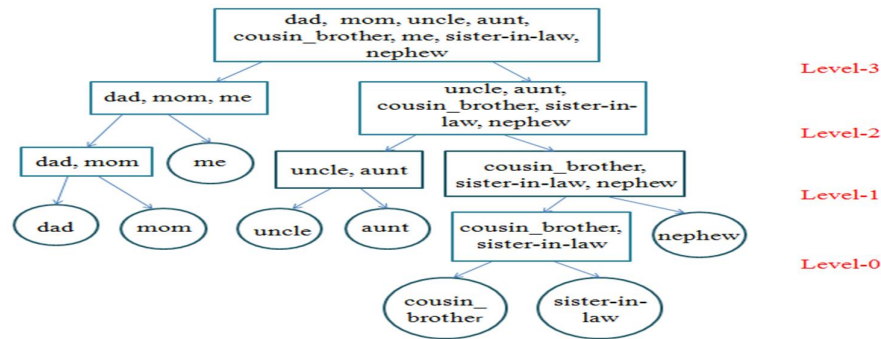 dad, mom, uncle, aunt,
cousin_brother, me, sister-in-law,
nephew
Level-3
dad, mom, me
uncle, aunt,
cousin_brother, sister-in-
law, nephew
Level-2
dad, mom
me
uncle, aunt
cousin_brother,
sister-in-law, nephew
Level-1
dad
mom
uncle
aunt
cousin_brother,
sister-in-law
nephew
Level-0
cousin_
brother
sister-in-
law